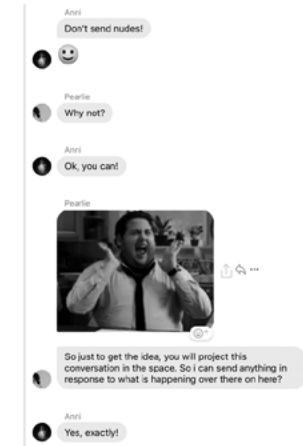 Anri
Don't send nudes!
Pearlie
Why not?
Anri
Ok, you can!
Pearlie
So just to get the idea, you will project this
conversation in the space. So i can send anything in
response to what is happening over there on here?
Anri
Yes, exactly!